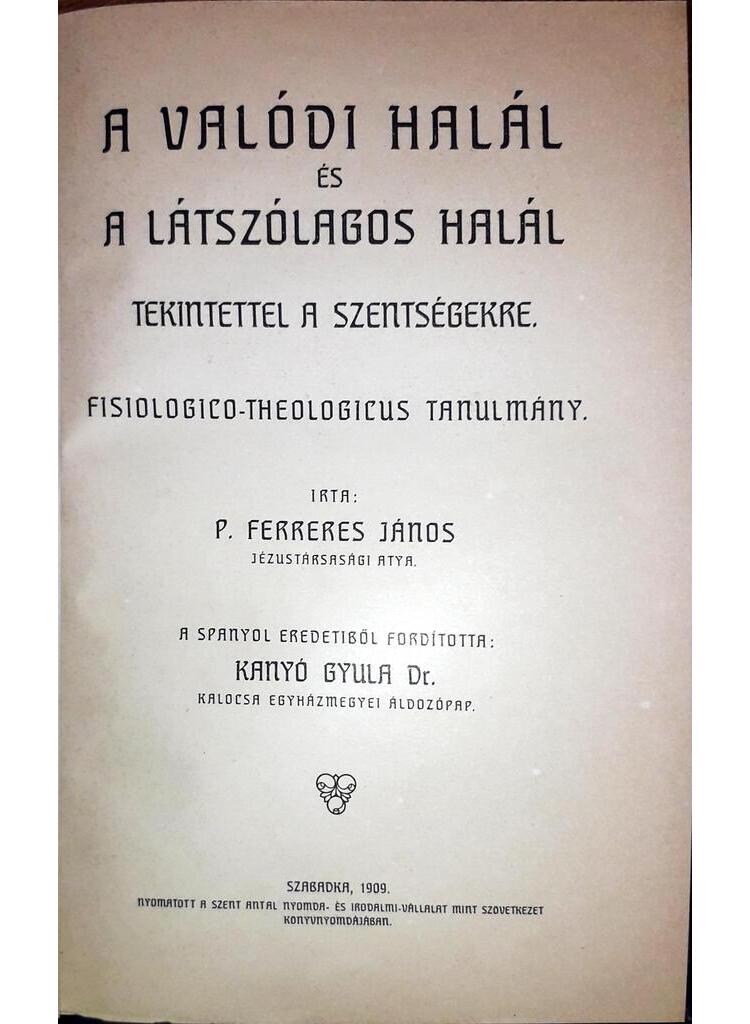 A VALÓDI HALÁL
ÉS
A LÁTSZÓLAGOS HALÁL
TEKINTETTEL A SZENTSÉGEKRE.
FISIOLOGICO-THEOLOGICUS TANULMÁNY.
IRTA:
P. FERRERES JÁNOS
JÉZUSTÁRSASÁGI ATYA.
A SPANYOL EREDETIBŐL FORDÍTOTTA:
KANYÓ GYULA Dr.
KALOCSA EGYHÁZMEGYEI ÁLDOZÓPAP.
SZABADKA, 1909.
NYOMATOTT A SZENT ANTAL NYOMDA- ÉS IRODALMI-VÁLLALAT MINT SZÖVETKEZET
KÖNYVNYOMDÁJÁBAN.